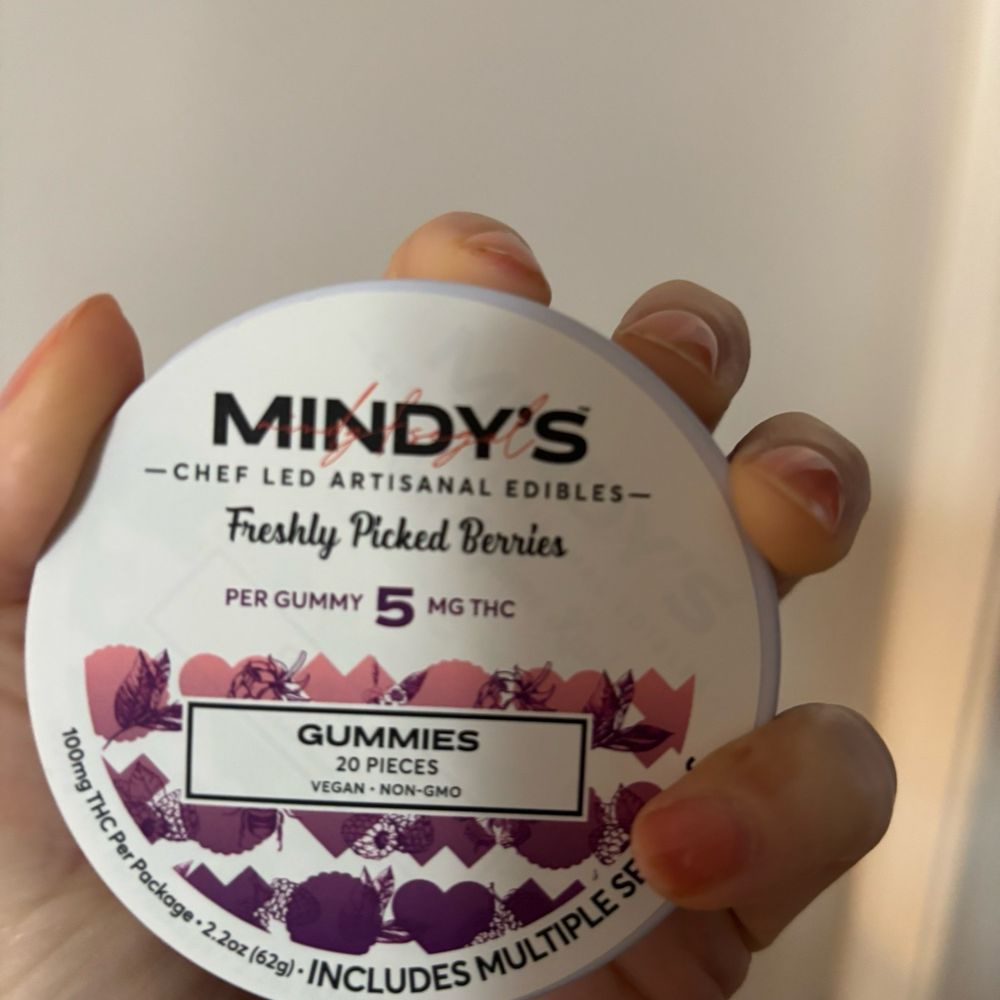 MINDY'S™
—CHEF LED ARTISANAL EDIBLES—
Freshly Picked Berries
PER GUMMY 5 MG THC
GUMMIES
20 PIECES
VEGAN • NON-GMO
100mg THC Per Package • 2.2oz (62g) • INCLUDES MULTIPLE